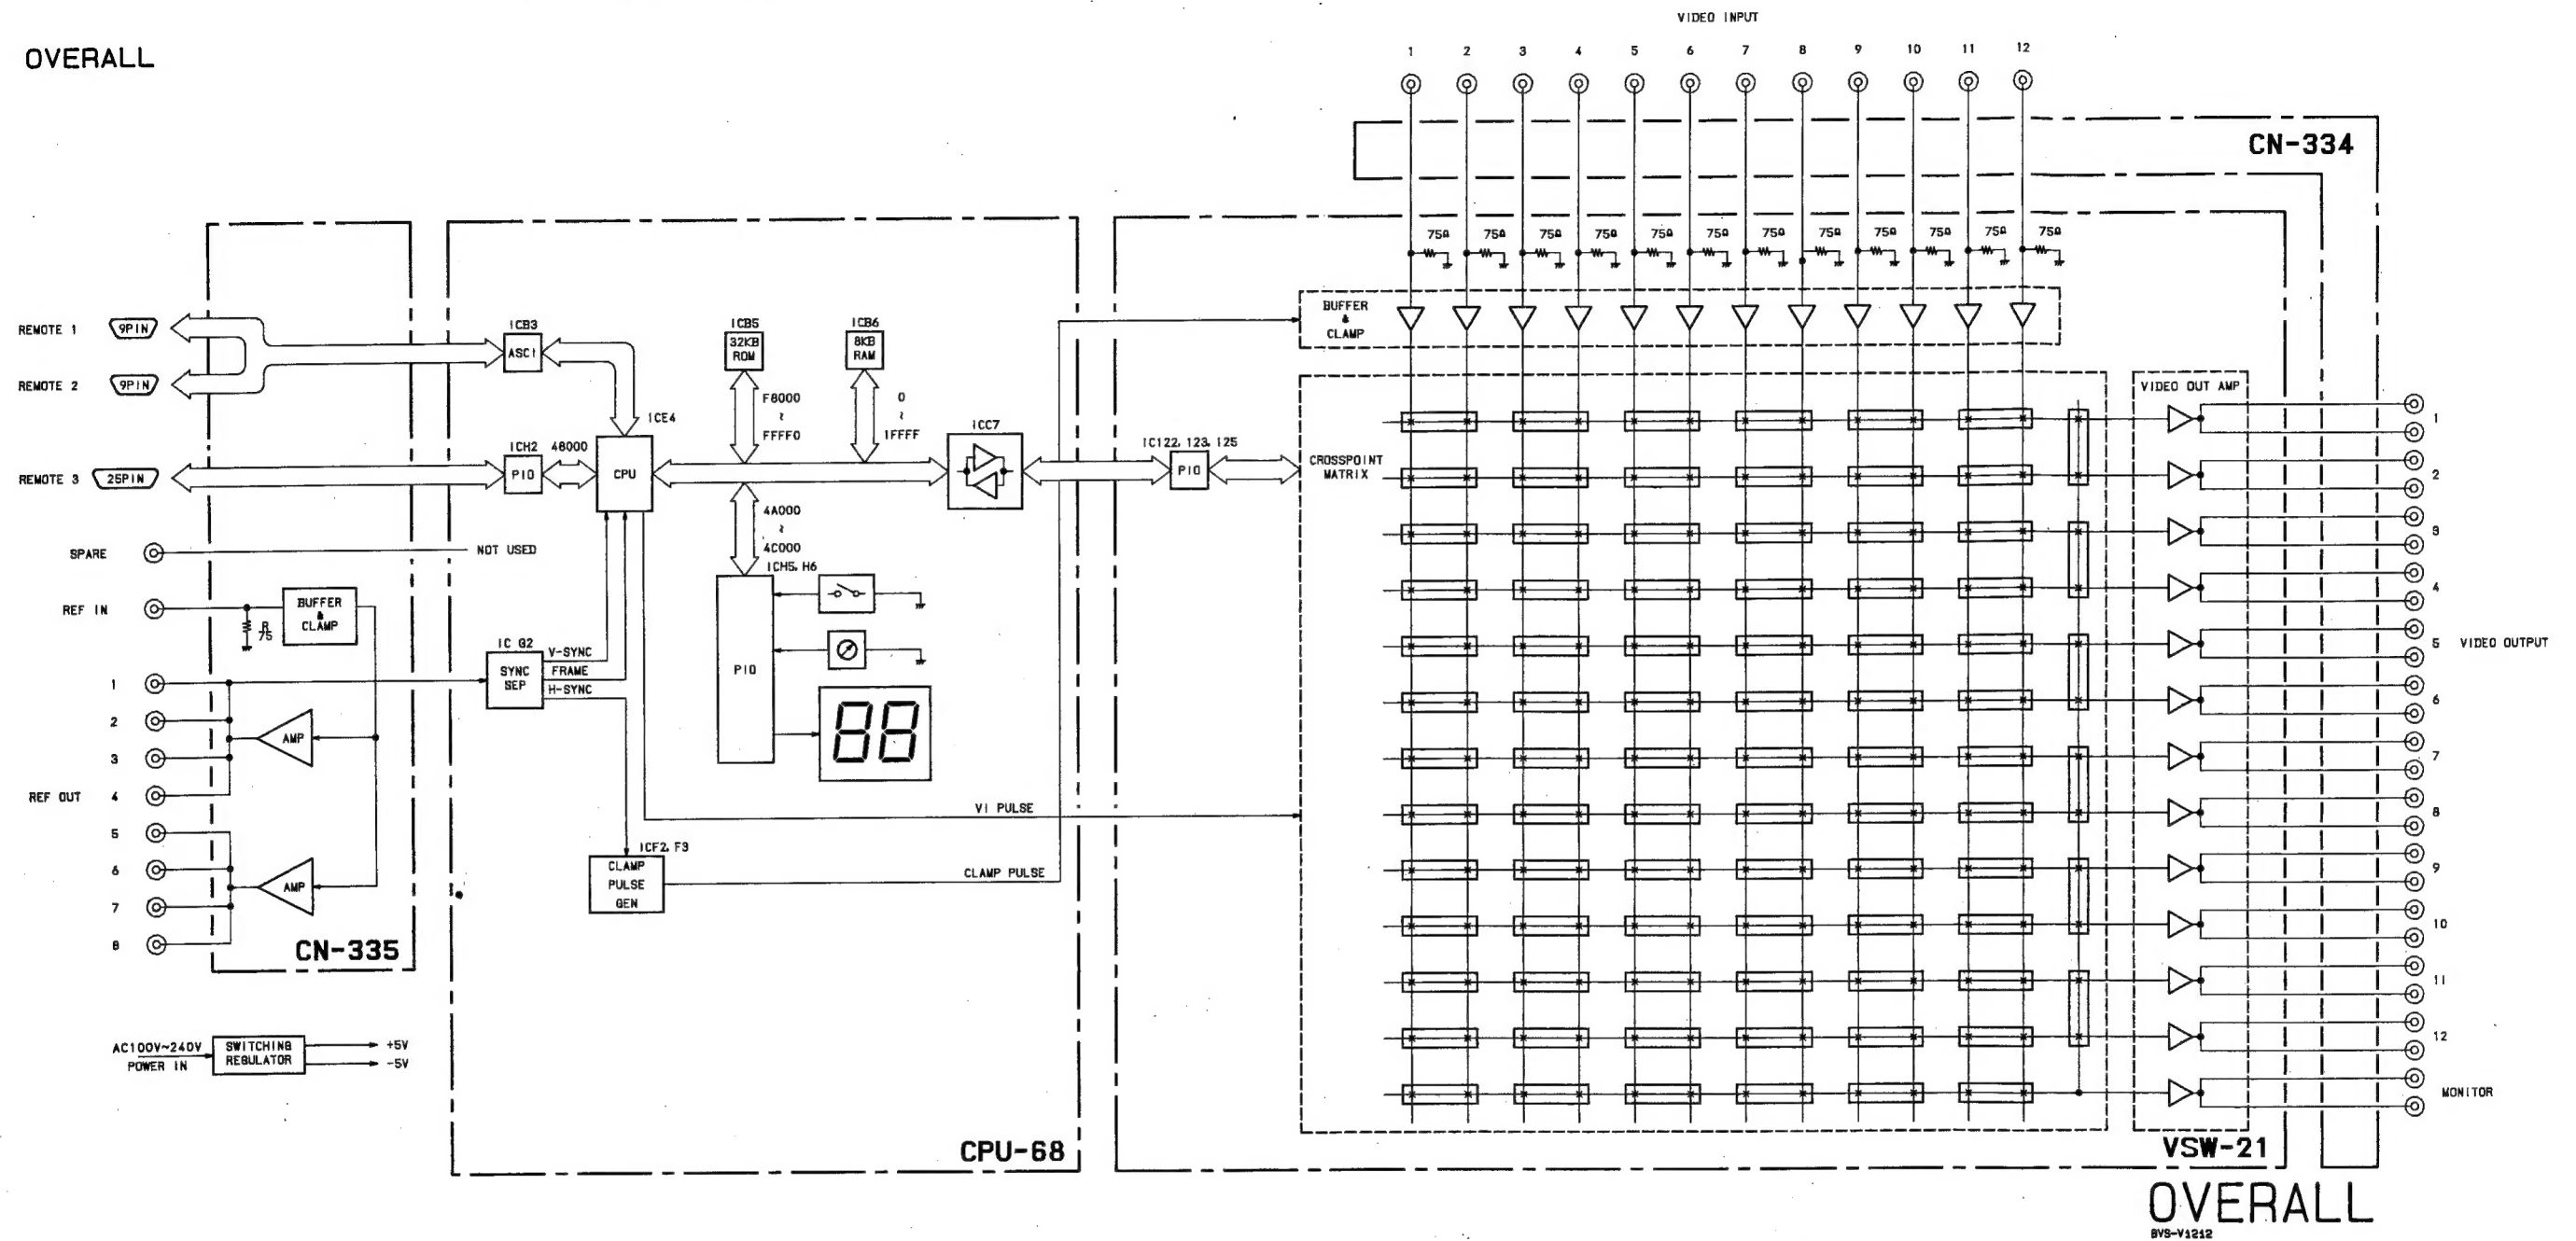 OVERALL
VIDEO INPUT
1 2 3 4 5 6 7 8 9 10 11 12
CN-334
75Ω 75Ω 75Ω 75Ω 75Ω 75Ω 75Ω 75Ω 75Ω 75Ω 75Ω 75Ω
BUFFER
&
CLAMP
REMOTE 1
9PIN
REMOTE 2
9PIN
REMOTE 3
25PIN
SPARE
NOT USED
REF IN
R
75
BUFFER
&
CLAMP
1
2
3
REF OUT 4
5
6
7
8
AMP
AMP
CN-335
AC100V~240V
POWER IN
SWITCHING
REGULATOR
+5V
-5V
ICB3
ASCI
ICH2
PIO
48000
ICE4
CPU
ICB5
32KB
ROM
F8000
~
FFFF0
ICB6
8KB
RAM
0
~
1FFFF
ICC7
4A000
~
4C000
ICH5, H6
PIO
88
IC G2
SYNC
SEP
V-SYNC
FRAME
H-SYNC
VI PULSE
ICF2, F3
CLAMP
PULSE
GEN
CLAMP PULSE
CPU-68
IC122, 123, 125
PIO
CROSSPOINT
MATRIX
VIDEO OUT AMP
1
2
3
4
5 VIDEO OUTPUT
6
7
8
9
10
11
12
MONITOR
VSW-21
OVERALL
BVS-V1212